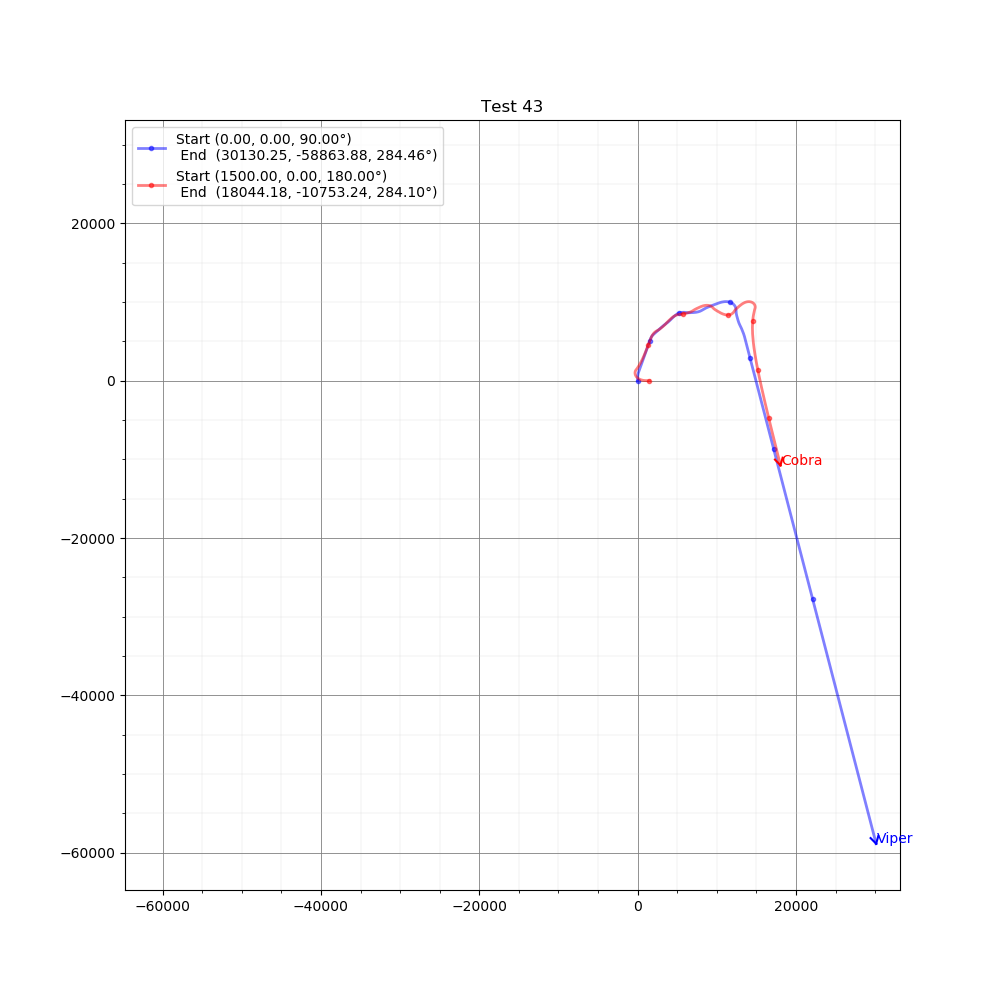 Test 43
Start (0.00, 0.00, 90.00°)
End (30130.25, -58863.88, 284.46°)
Start (1500.00, 0.00, 180.00°)
End (18044.18, -10753.24, 284.10°)
20000
0
−20000
−40000
−60000
Cobra
Viper
−60000
−40000
−20000
0
20000